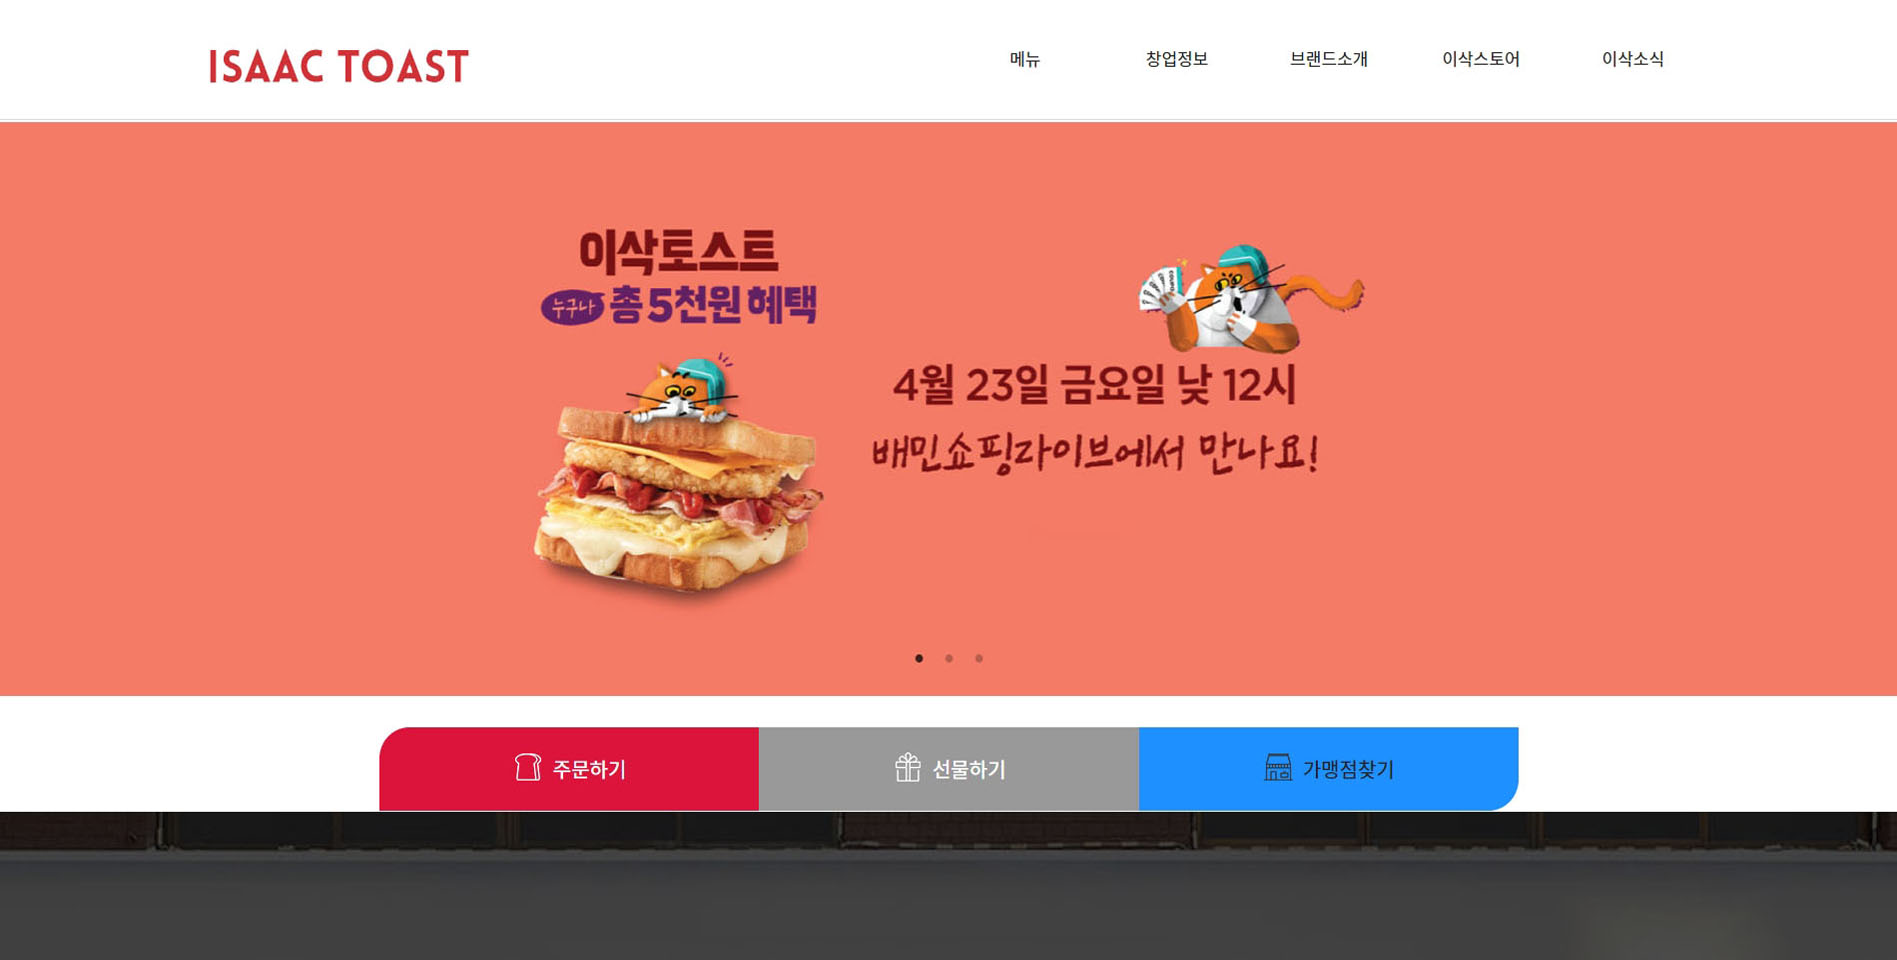 ISAAC TOAST
메뉴
창업정보
브랜드소개
이삭스토어
이삭소식
이삭토스트
누구나 총 5천원 혜택
4월 23일 금요일 낮 12시
배민쇼핑라이브에서 만나요!
주문하기
선물하기
가맹점찾기